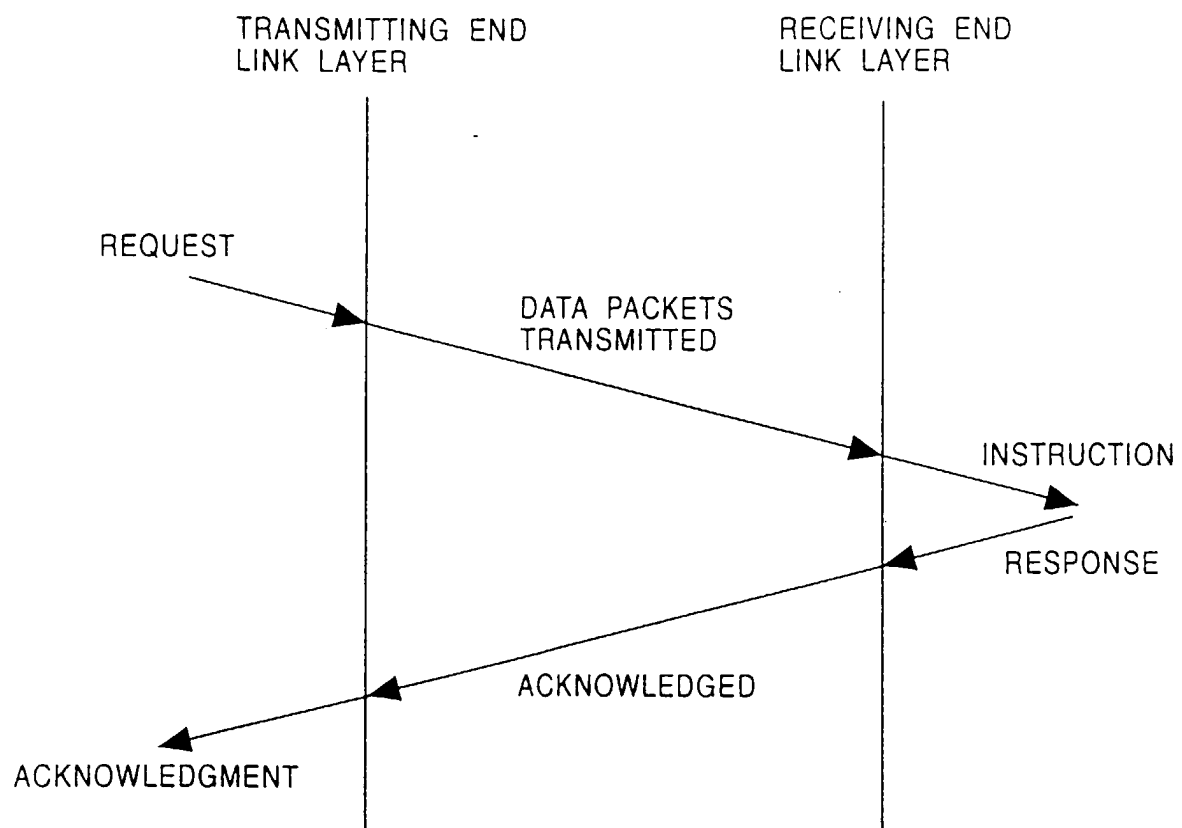 TRANSMITTING END
LINK LAYER
RECEIVING END
LINK LAYER
REQUEST
DATA PACKETS
TRANSMITTED
INSTRUCTION
RESPONSE
ACKNOWLEDGED
ACKNOWLEDGMENT